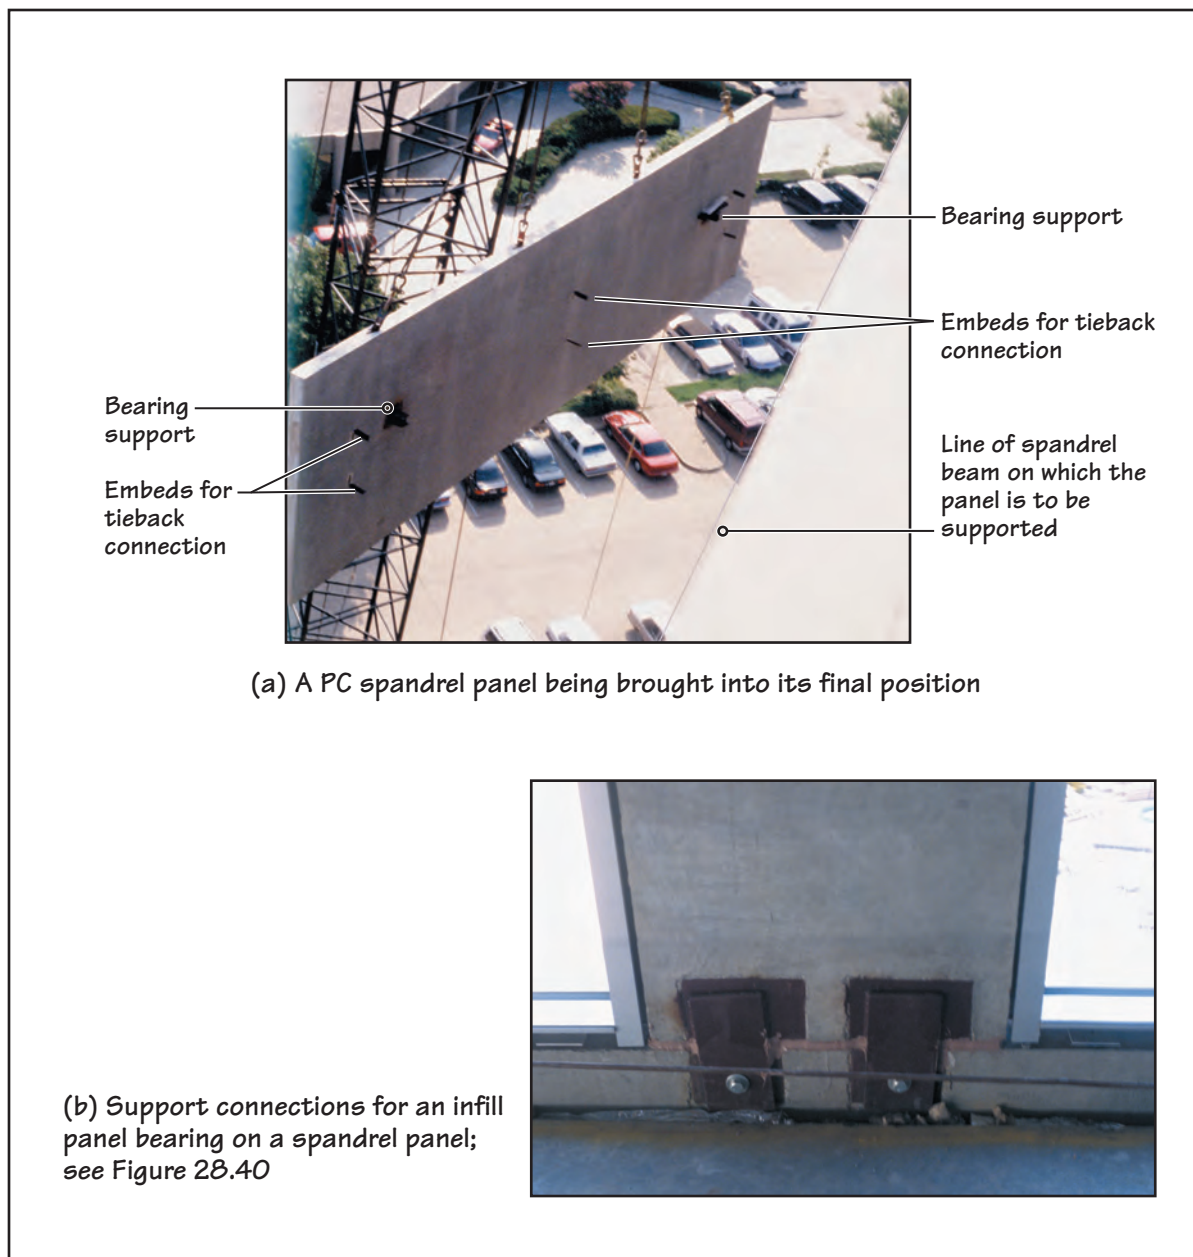 Bearing support
Embeds for tieback
connection
Bearing
support
Line of spandrel
beam on which the
panel is to be
supported
Embeds for
tieback
connection
(a) A PC spandrel panel being brought into its final position
(b) Support connections for an infill
panel bearing on a spandrel panel;
see Figure 28.40